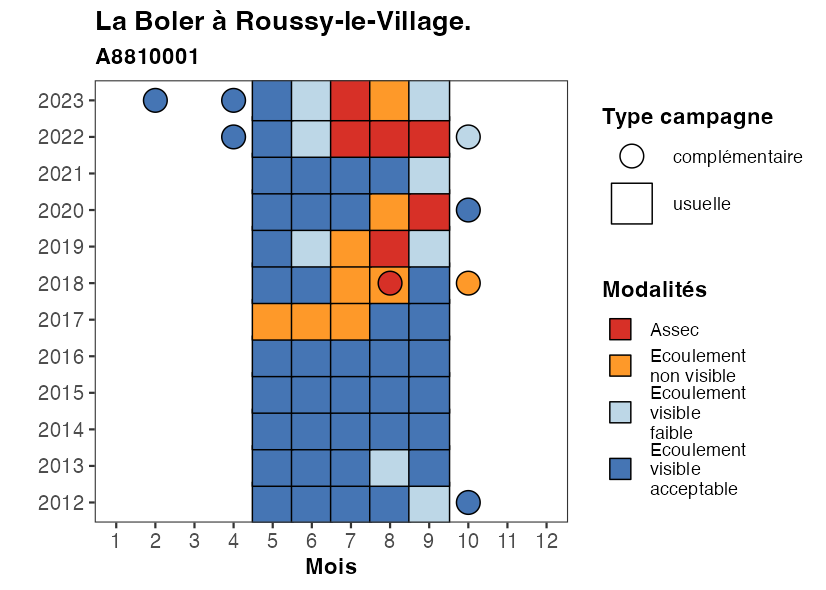 La Boler à Roussy-le-Village.
A8810001
2023
2022
2021
2020
2019
2018
2017
2016
2015
2014
2013
2012
1 2 3 4 5 6 7 8 9 10 11 12
Mois
Type campagne
complémentaire
usuelle
Modalités
Assec
Ecoulement
non visible
Ecoulement
visible
faible
Ecoulement
visible
acceptable